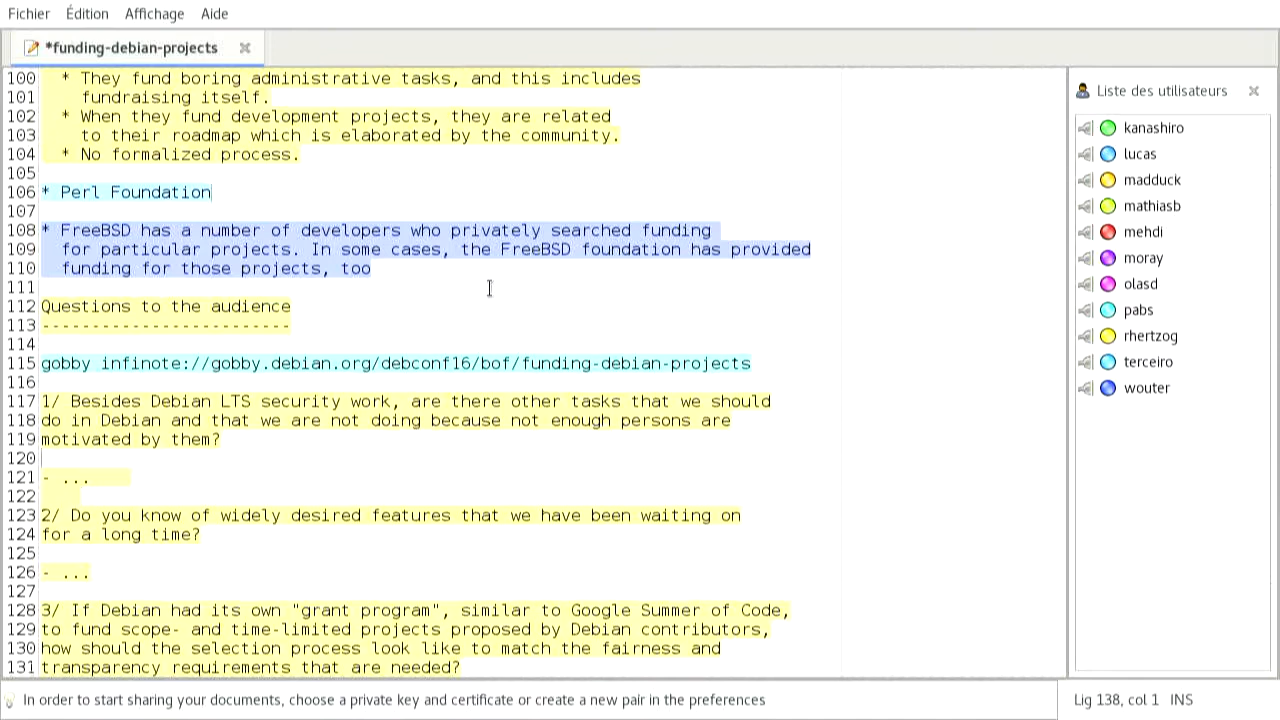 Fichier Édition Affichage Aide
*funding-debian-projects
100 * They fund boring administrative tasks, and this includes
101 fundraising itself.
102 * When they fund development projects, they are related
103 to their roadmap which is elaborated by the community.
104 * No formalized process.
105
106 * Perl Foundation
107
108 * FreeBSD has a number of developers who privately searched funding
109 for particular projects. In some cases, the FreeBSD foundation has provided
110 funding for those projects, too
111
112 Questions to the audience
113 -------------------------
114
115 gobby infinote://gobby.debian.org/debconf16/bof/funding-debian-projects
116
117 1/ Besides Debian LTS security work, are there other tasks that we should
118 do in Debian and that we are not doing because not enough persons are
119 motivated by them?
120
121 - ...
122
123 2/ Do you know of widely desired features that we have been waiting on
124 for a long time?
125
126 - ...
127
128 3/ If Debian had its own "grant program", similar to Google Summer of Code,
129 to fund scope- and time-limited projects proposed by Debian contributors,
130 how should the selection process look like to match the fairness and
131 transparency requirements that are needed?
Liste des utilisateurs
kanashiro
lucas
madduck
mathiasb
mehdi
moray
olasd
pabs
rhertzog
terceiro
wouter
In order to start sharing your documents, choose a private key and certificate or create a new pair in the preferences
Lig 138, col 1 INS